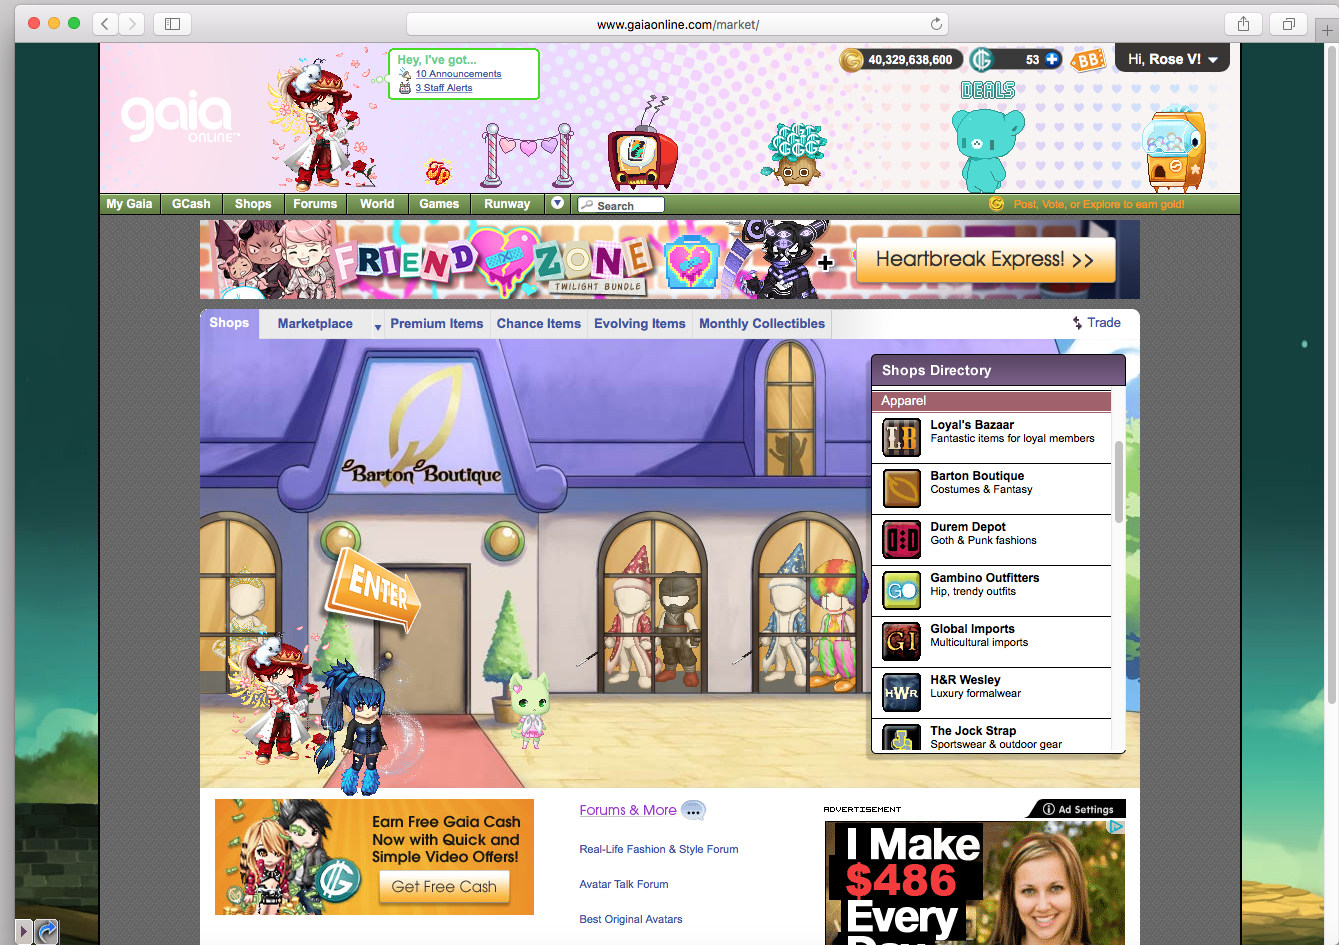 www.gaiaonline.com/market/
Hey, I've got...
10 Announcements
3 Staff Alerts
40,329,638,600
53
BB
Hi, Rose V!
gaia
ONLINE™
DEALS
My Gaia
GCash
Shops
Forums
World
Games
Runway
Search
Post, Vote, or Explore to earn gold!
FRIEND ZONE
TWILIGHT BUNDLE
+
Heartbreak Express! >>
Shops
Marketplace
Premium Items
Chance Items
Evolving Items
Monthly Collectibles
Trade
Barton Boutique
ENTER
Shops Directory
Apparel
LB
Loyal's Bazaar
Fantastic items for loyal members
Barton Boutique
Costumes & Fantasy
Durem Depot
Goth & Punk fashions
GO
Gambino Outfitters
Hip, trendy outfits
GI
Global Imports
Multicultural imports
HWR
H&R Wesley
Luxury formalwear
The Jock Strap
Sportswear & outdoor gear
Earn Free Gaia Cash
Now with Quick and
Simple Video Offers!
Get Free Cash
Forums & More
Real-Life Fashion & Style Forum
Avatar Talk Forum
Best Original Avatars
ADVERTISEMENT
Ad Settings
I Make
$486
Every
Day